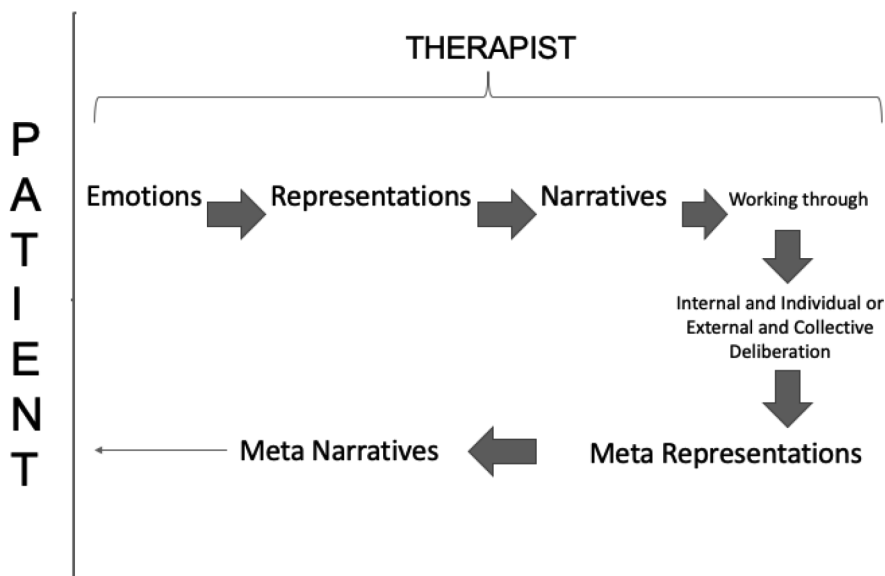 THERAPIST
P
A
T
I
E
N
T
Emotions
Representations
Narratives
Working through
Internal and Individual or
External and Collective
Deliberation
Meta Representations
Meta Narratives